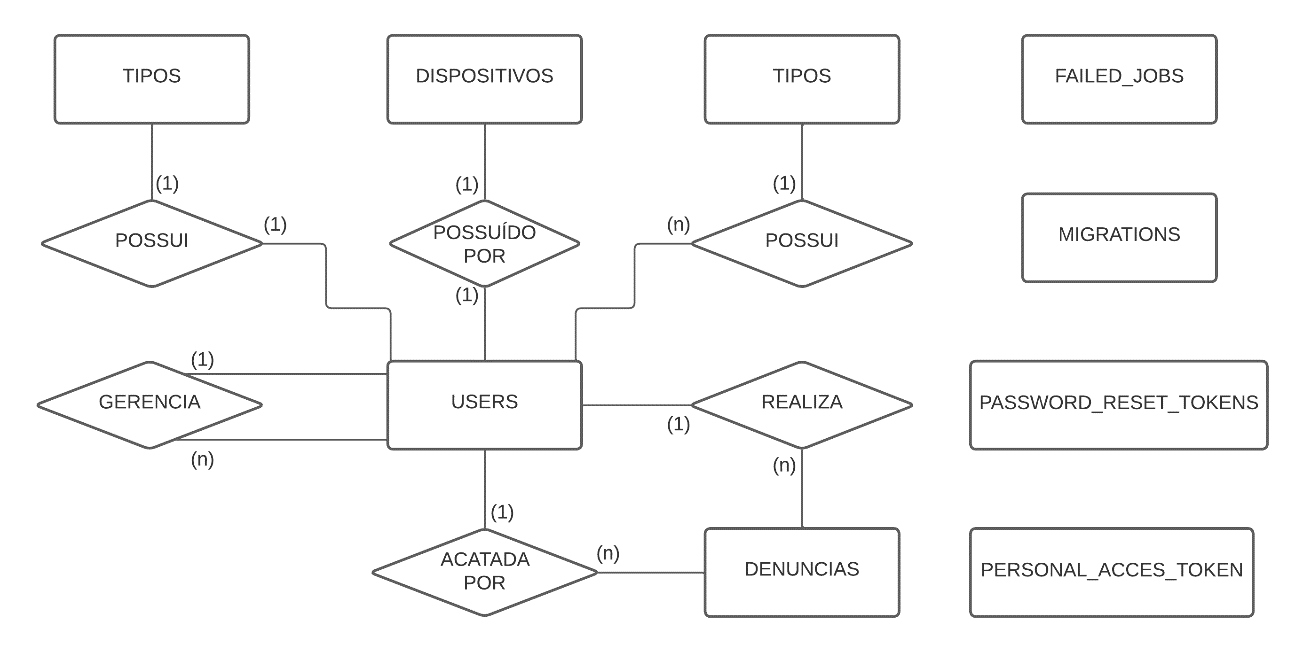 TIPOS
DISPOSITIVOS
TIPOS
FAILED_JOBS
(1)
(1)
(1)
POSSUI
(1)
POSSUÍDO
POR
(n)
POSSUI
MIGRATIONS
(1)
(1)
GERENCIA
USERS
REALIZA
PASSWORD_RESET_TOKENS
(1)
(n)
(n)
(1)
ACATADA
POR
(n)
DENUNCIAS
PERSONAL_ACCES_TOKEN